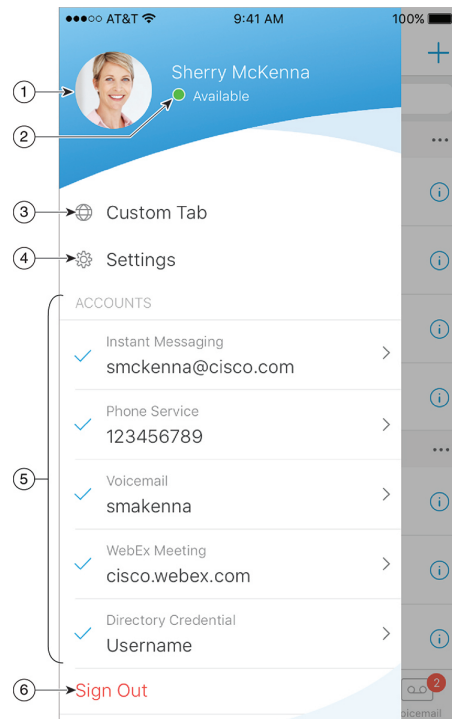 AT&T 9:41 AM 100%
Sherry McKenna
1
Available
2
3 Custom Tab
4 Settings
ACCOUNTS
Instant Messaging
smckenna@cisco.com
Phone Service
123456789
5
Voicemail
smakenna
WebEx Meeting
cisco.webex.com
Directory Credential
Username
6 Sign Out
2
oicemail